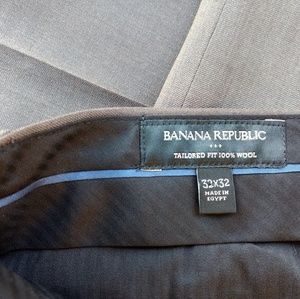 BANANA REPUBLIC
TAILORED FIT 100% WOOL
32X32
MADE IN
EGYPT